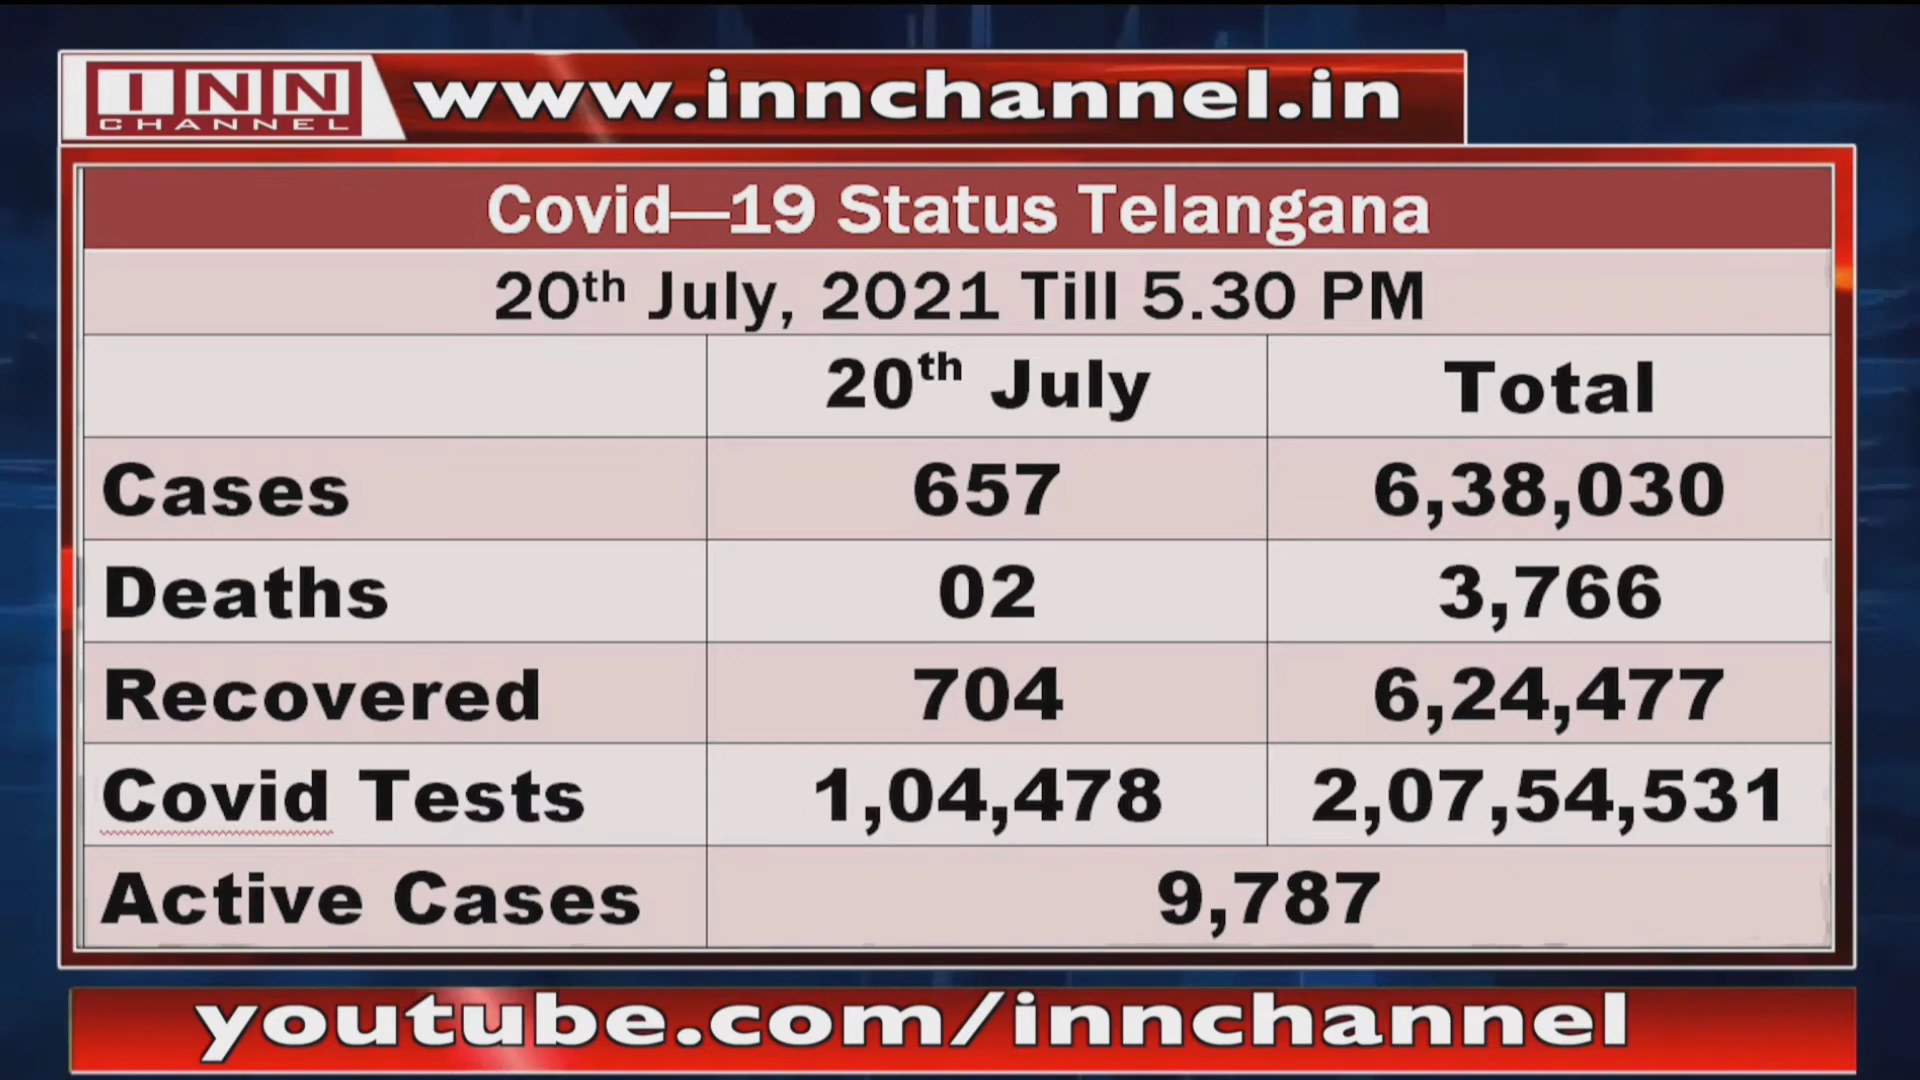 INN
CHANNEL
www.innchannel.in
Covid—19 Status Telangana
20th July, 2021 Till 5.30 PM
20th July Total
Cases 657 6,38,030
Deaths 02 3,766
Recovered 704 6,24,477
Covid Tests 1,04,478 2,07,54,531
Active Cases 9,787
youtube.com/innchannel